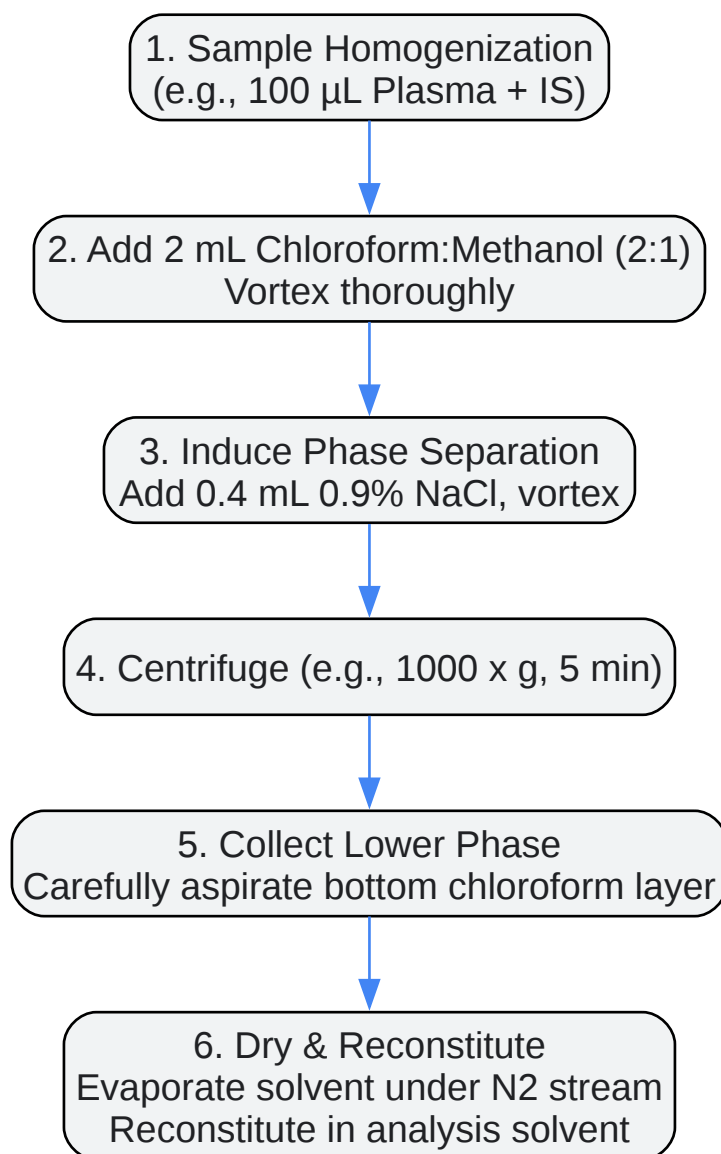 1. Sample Homogenization
(e.g., 100 µL Plasma + IS)
2. Add 2 mL Chloroform:Methanol (2:1)
Vortex thoroughly
3. Induce Phase Separation
Add 0.4 mL 0.9% NaCl, vortex
4. Centrifuge (e.g., 1000 x g, 5 min)
5. Collect Lower Phase
Carefully aspirate bottom chloroform layer
6. Dry & Reconstitute
Evaporate solvent under N2 stream
Reconstitute in analysis solvent